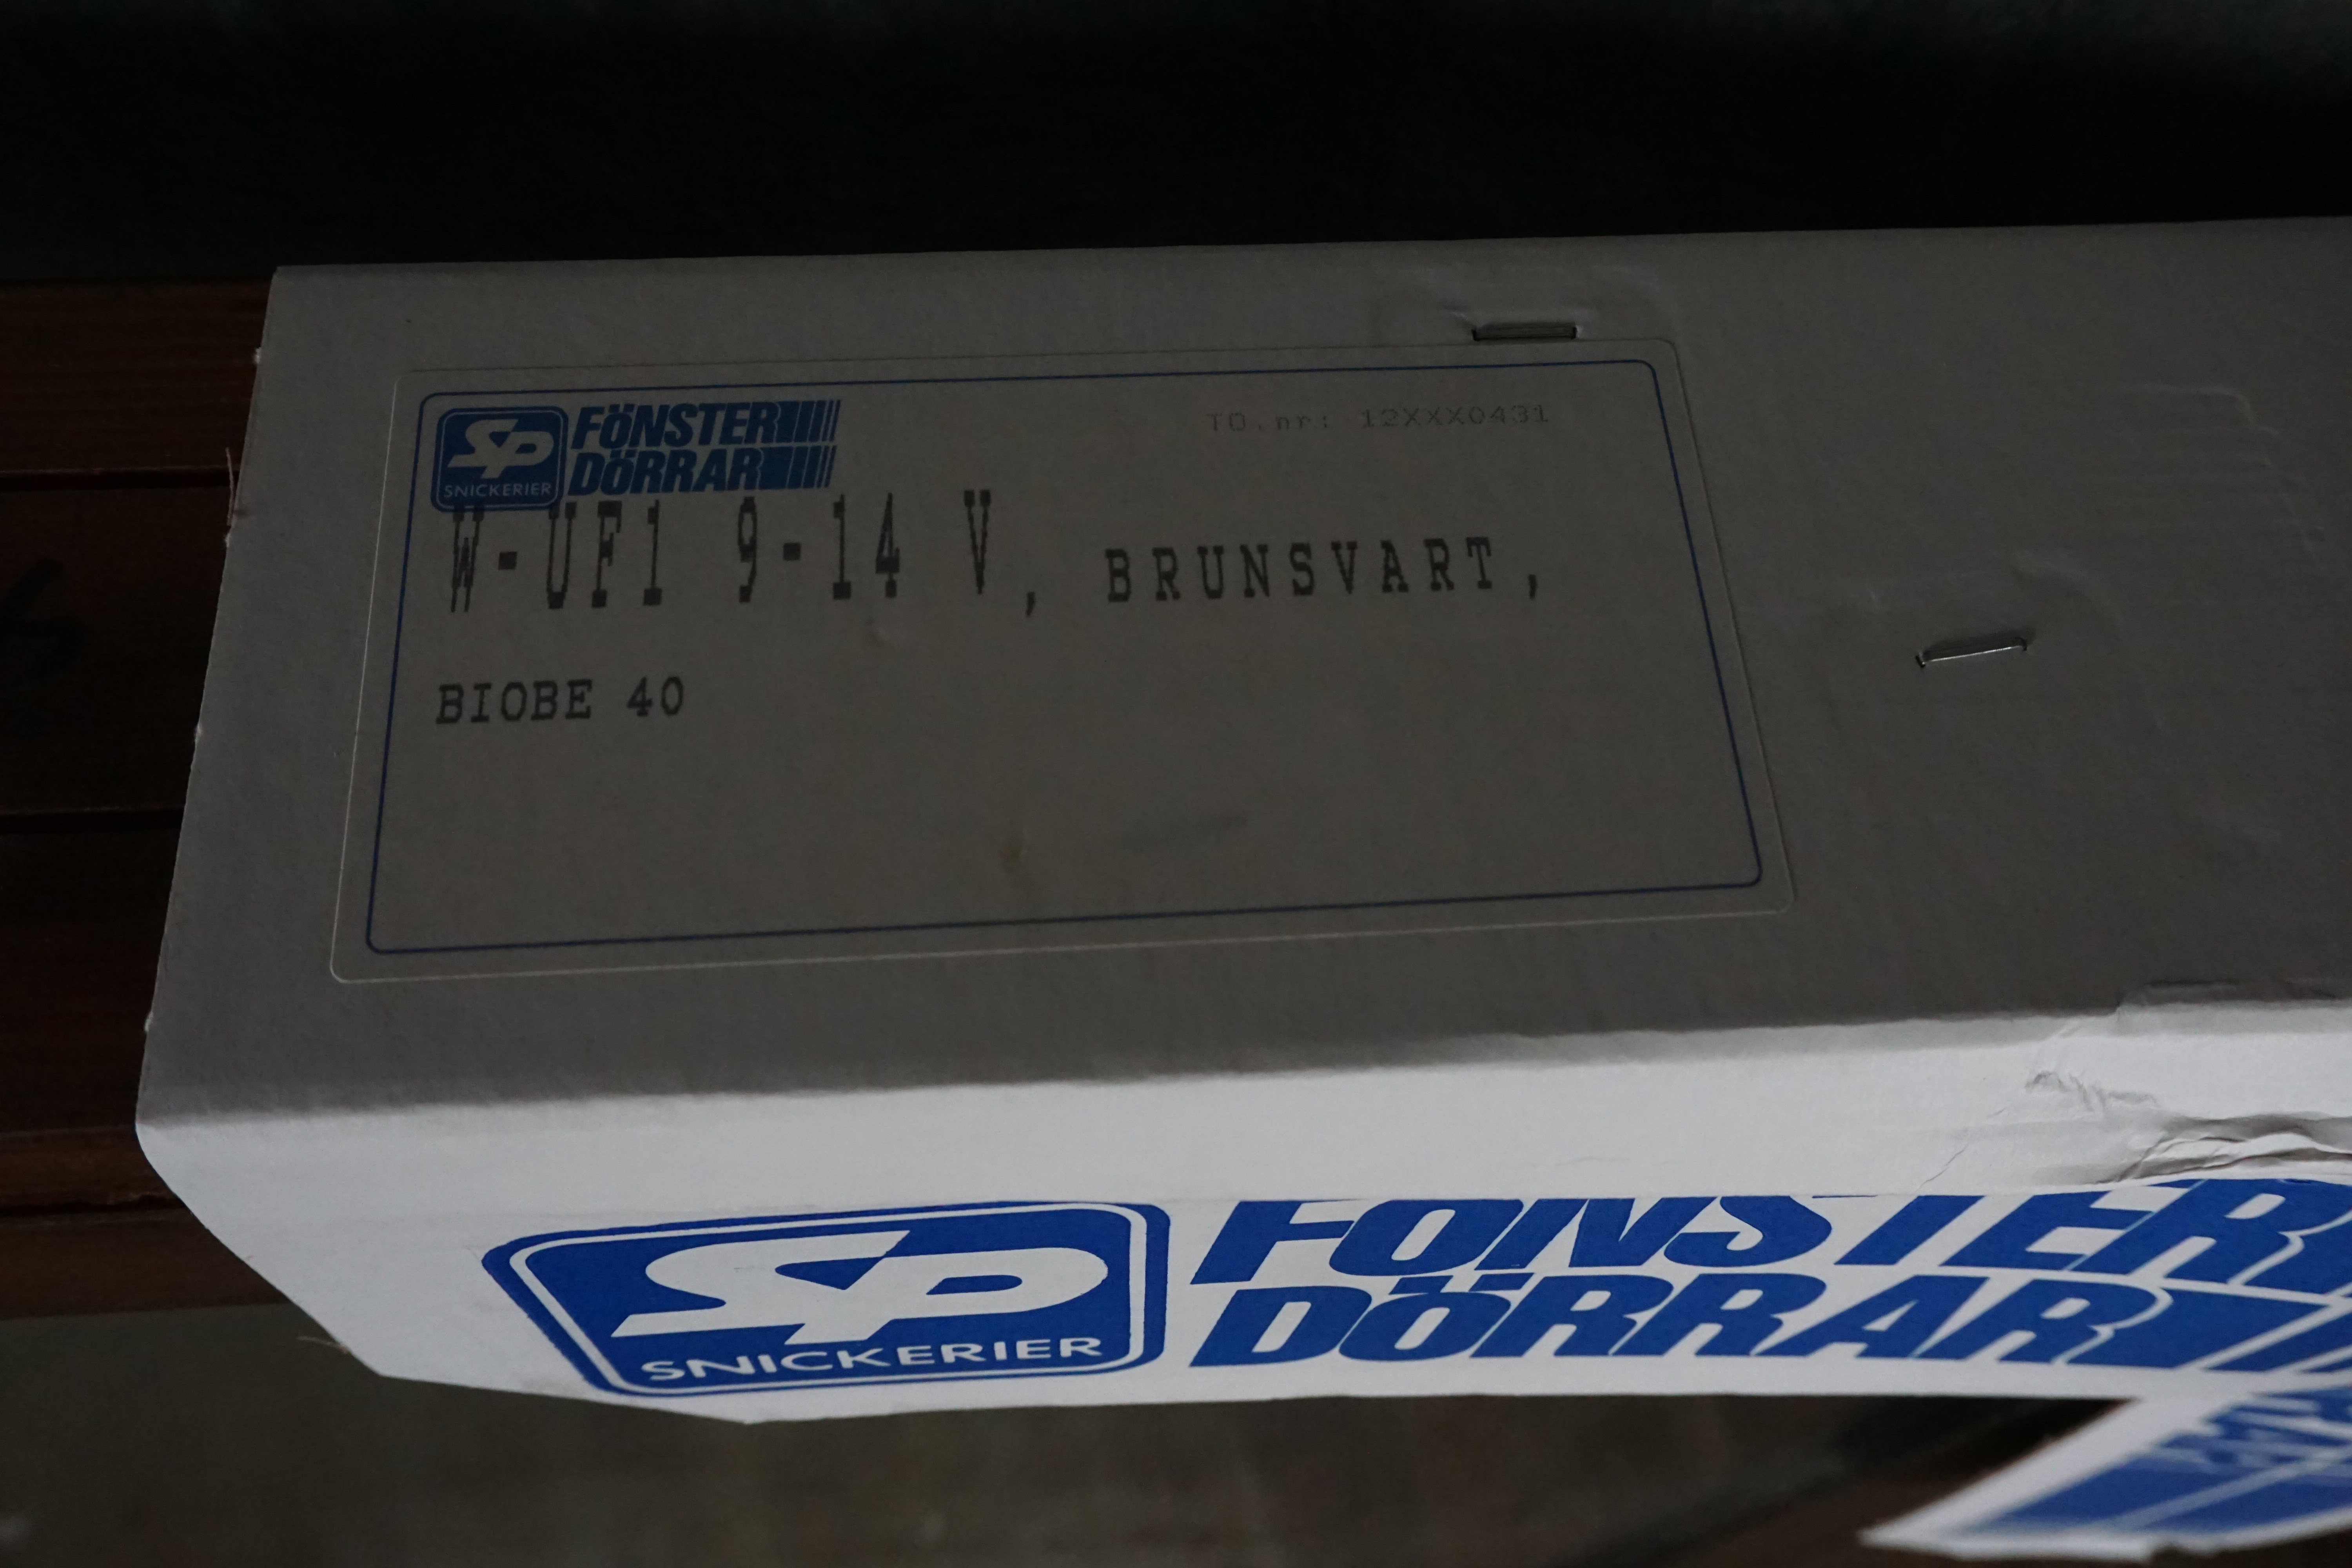 SP SNICKERIER
FÖNSTER
DÖRRAR
TO.nr: 12XXX0431
W-UF1 9-14 V, BRUNSVART,
BIOBE 40
SP SNICKERIER
FÖNSTER
DÖRRAR